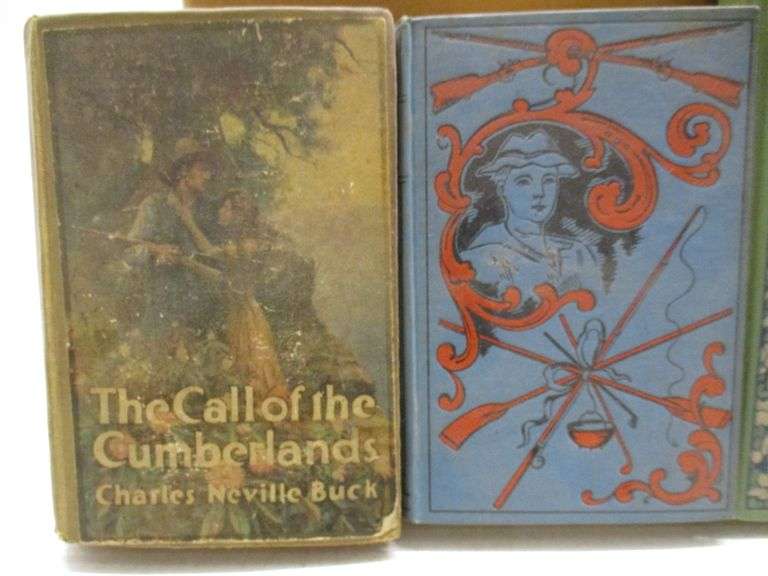 The Call of the
Cumberlands
Charles Neville Buck